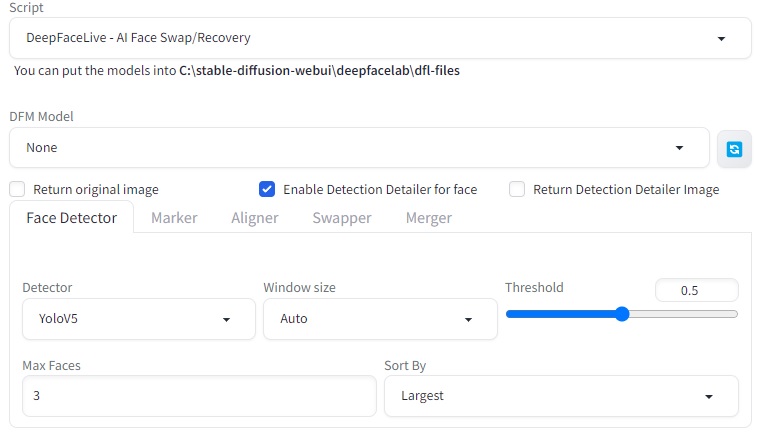 Script
DeepFaceLive - AI Face Swap/Recovery
You can put the models into C:\stable-diffusion-webui\deepfacelab\dfl-files
DFM Model
None
Return original image Enable Detection Detailer for face Return Detection Detailer Image
Face Detector Marker Aligner Swapper Merger
Detector Window size Threshold 0.5
YoloV5 Auto
Max Faces Sort By
3 Largest